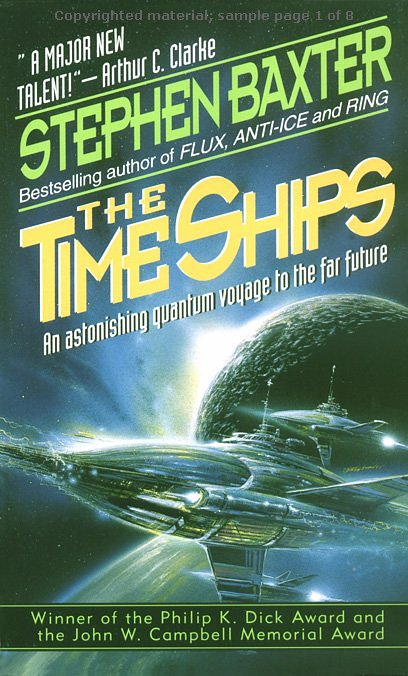 Copyrighted material; sample page 1 of 8
" A MAJOR NEW
TALENT!"—Arthur C. Clarke
STEPHEN BAXTER
Bestselling author of FLUX, ANTI-ICE and RING
THE
TIME SHIPS
An astonishing quantum voyage to the far future
Winner of the Philip K. Dick Award and
the John W. Campbell Memorial Award